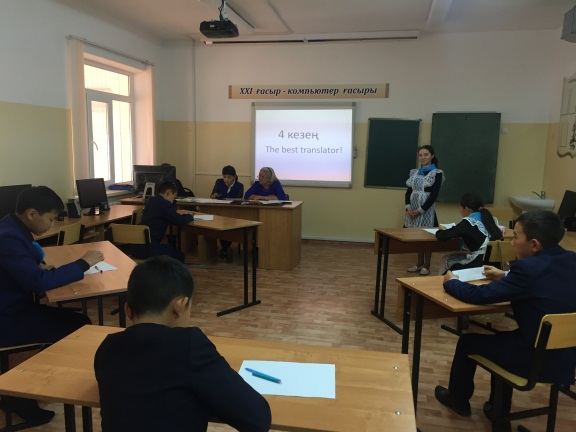 XXI ғасыр - компьютер ғасыры
4 кезең
The best translator!